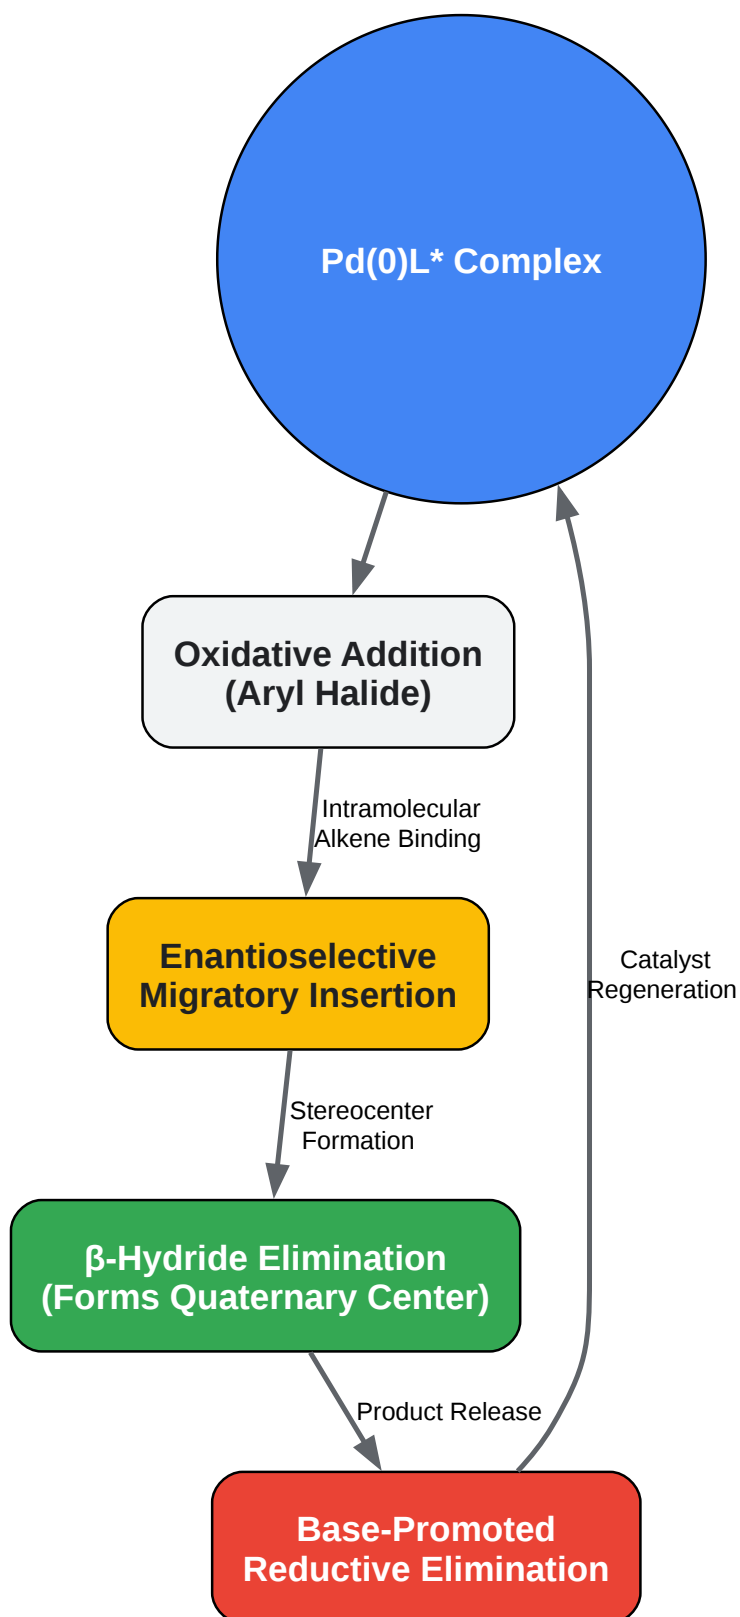 Pd(0)L* Complex
Oxidative Addition
(Aryl Halide)
Intramolecular
Alkene Binding
Enantioselective
Migratory Insertion
Catalyst
Regeneration
Stereocenter
Formation
β-Hydride Elimination
(Forms Quaternary Center)
Product Release
Base-Promoted
Reductive Elimination